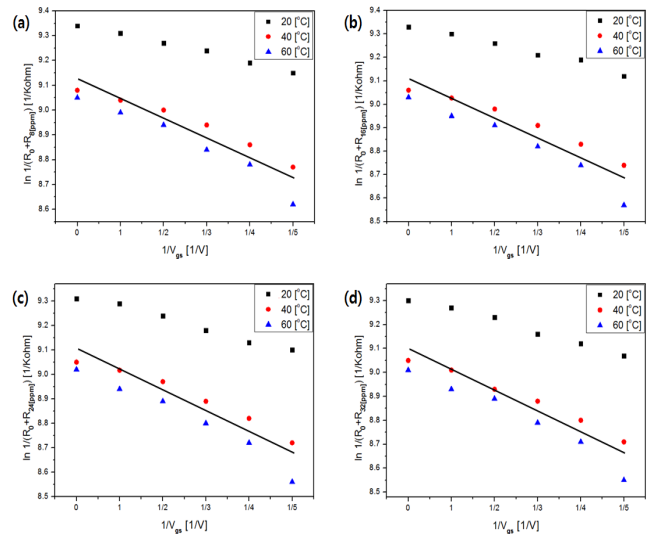 (a)
9.4
9.3
9.2
9.1
9.0
8.9
8.8
8.7
8.6
ln 1/(R0+R8[ppm]) [1/Kohm]
20 [°C]
40 [°C]
60 [°C]
0 1 1/2 1/3 1/4 1/5
1/Vgs [1/V]
(b)
9.4
9.3
9.2
9.1
9.0
8.9
8.8
8.7
8.6
8.5
ln 1/(R0+R16[ppm]) [1/Kohm]
20 [°C]
40 [°C]
60 [°C]
0 1 1/2 1/3 1/4 1/5
1/Vgs [1/V]
(c)
9.3
9.2
9.1
9.0
8.9
8.8
8.7
8.6
8.5
ln 1/(R0+R24[ppm]) [1/Kohm]
20 [°C]
40 [°C]
60 [°C]
0 1 1/2 1/3 1/4 1/5
1/Vgs [1/V]
(d)
9.3
9.2
9.1
9.0
8.9
8.8
8.7
8.6
8.5
ln 1/(R0+R32[ppm]) [1/Kohm]
20 [°C]
40 [°C]
60 [°C]
0 1 1/2 1/3 1/4 1/5
1/Vgs [1/V]